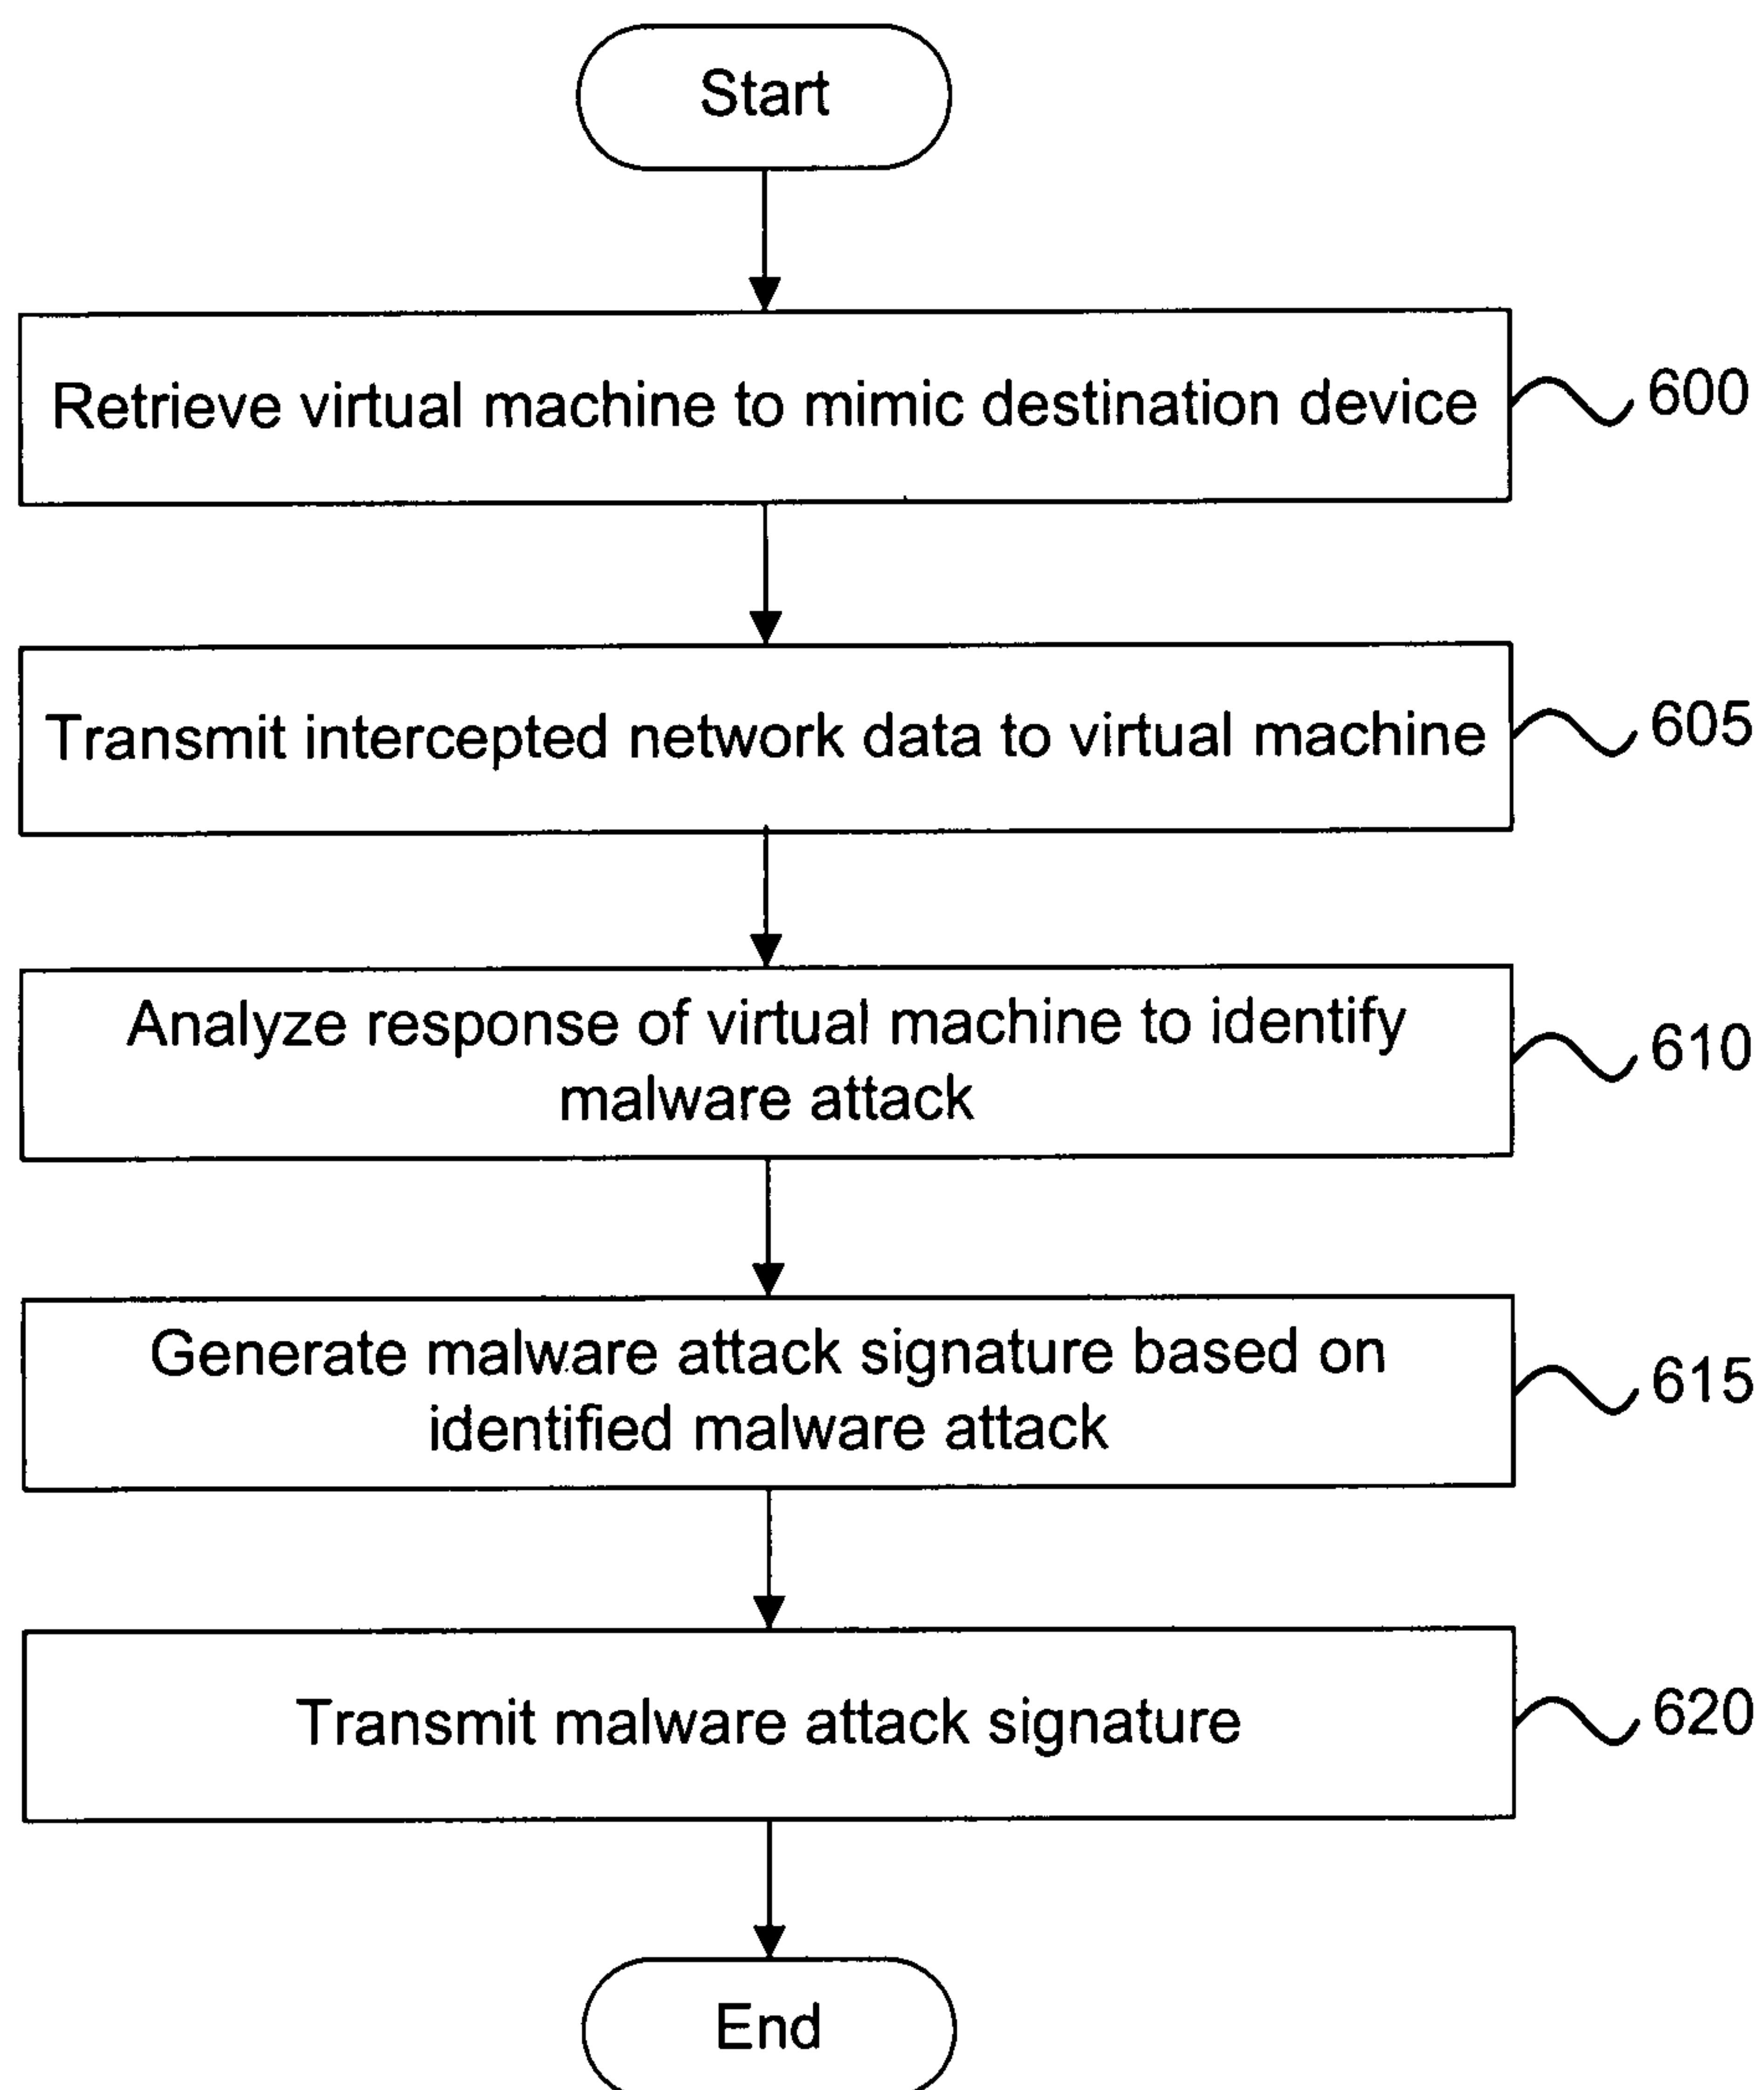 Start
Retrieve virtual machine to mimic destination device
600
Transmit intercepted network data to virtual machine
605
Analyze response of virtual machine to identify
malware attack
610
Generate malware attack signature based on
identified malware attack
615
Transmit malware attack signature
620
End